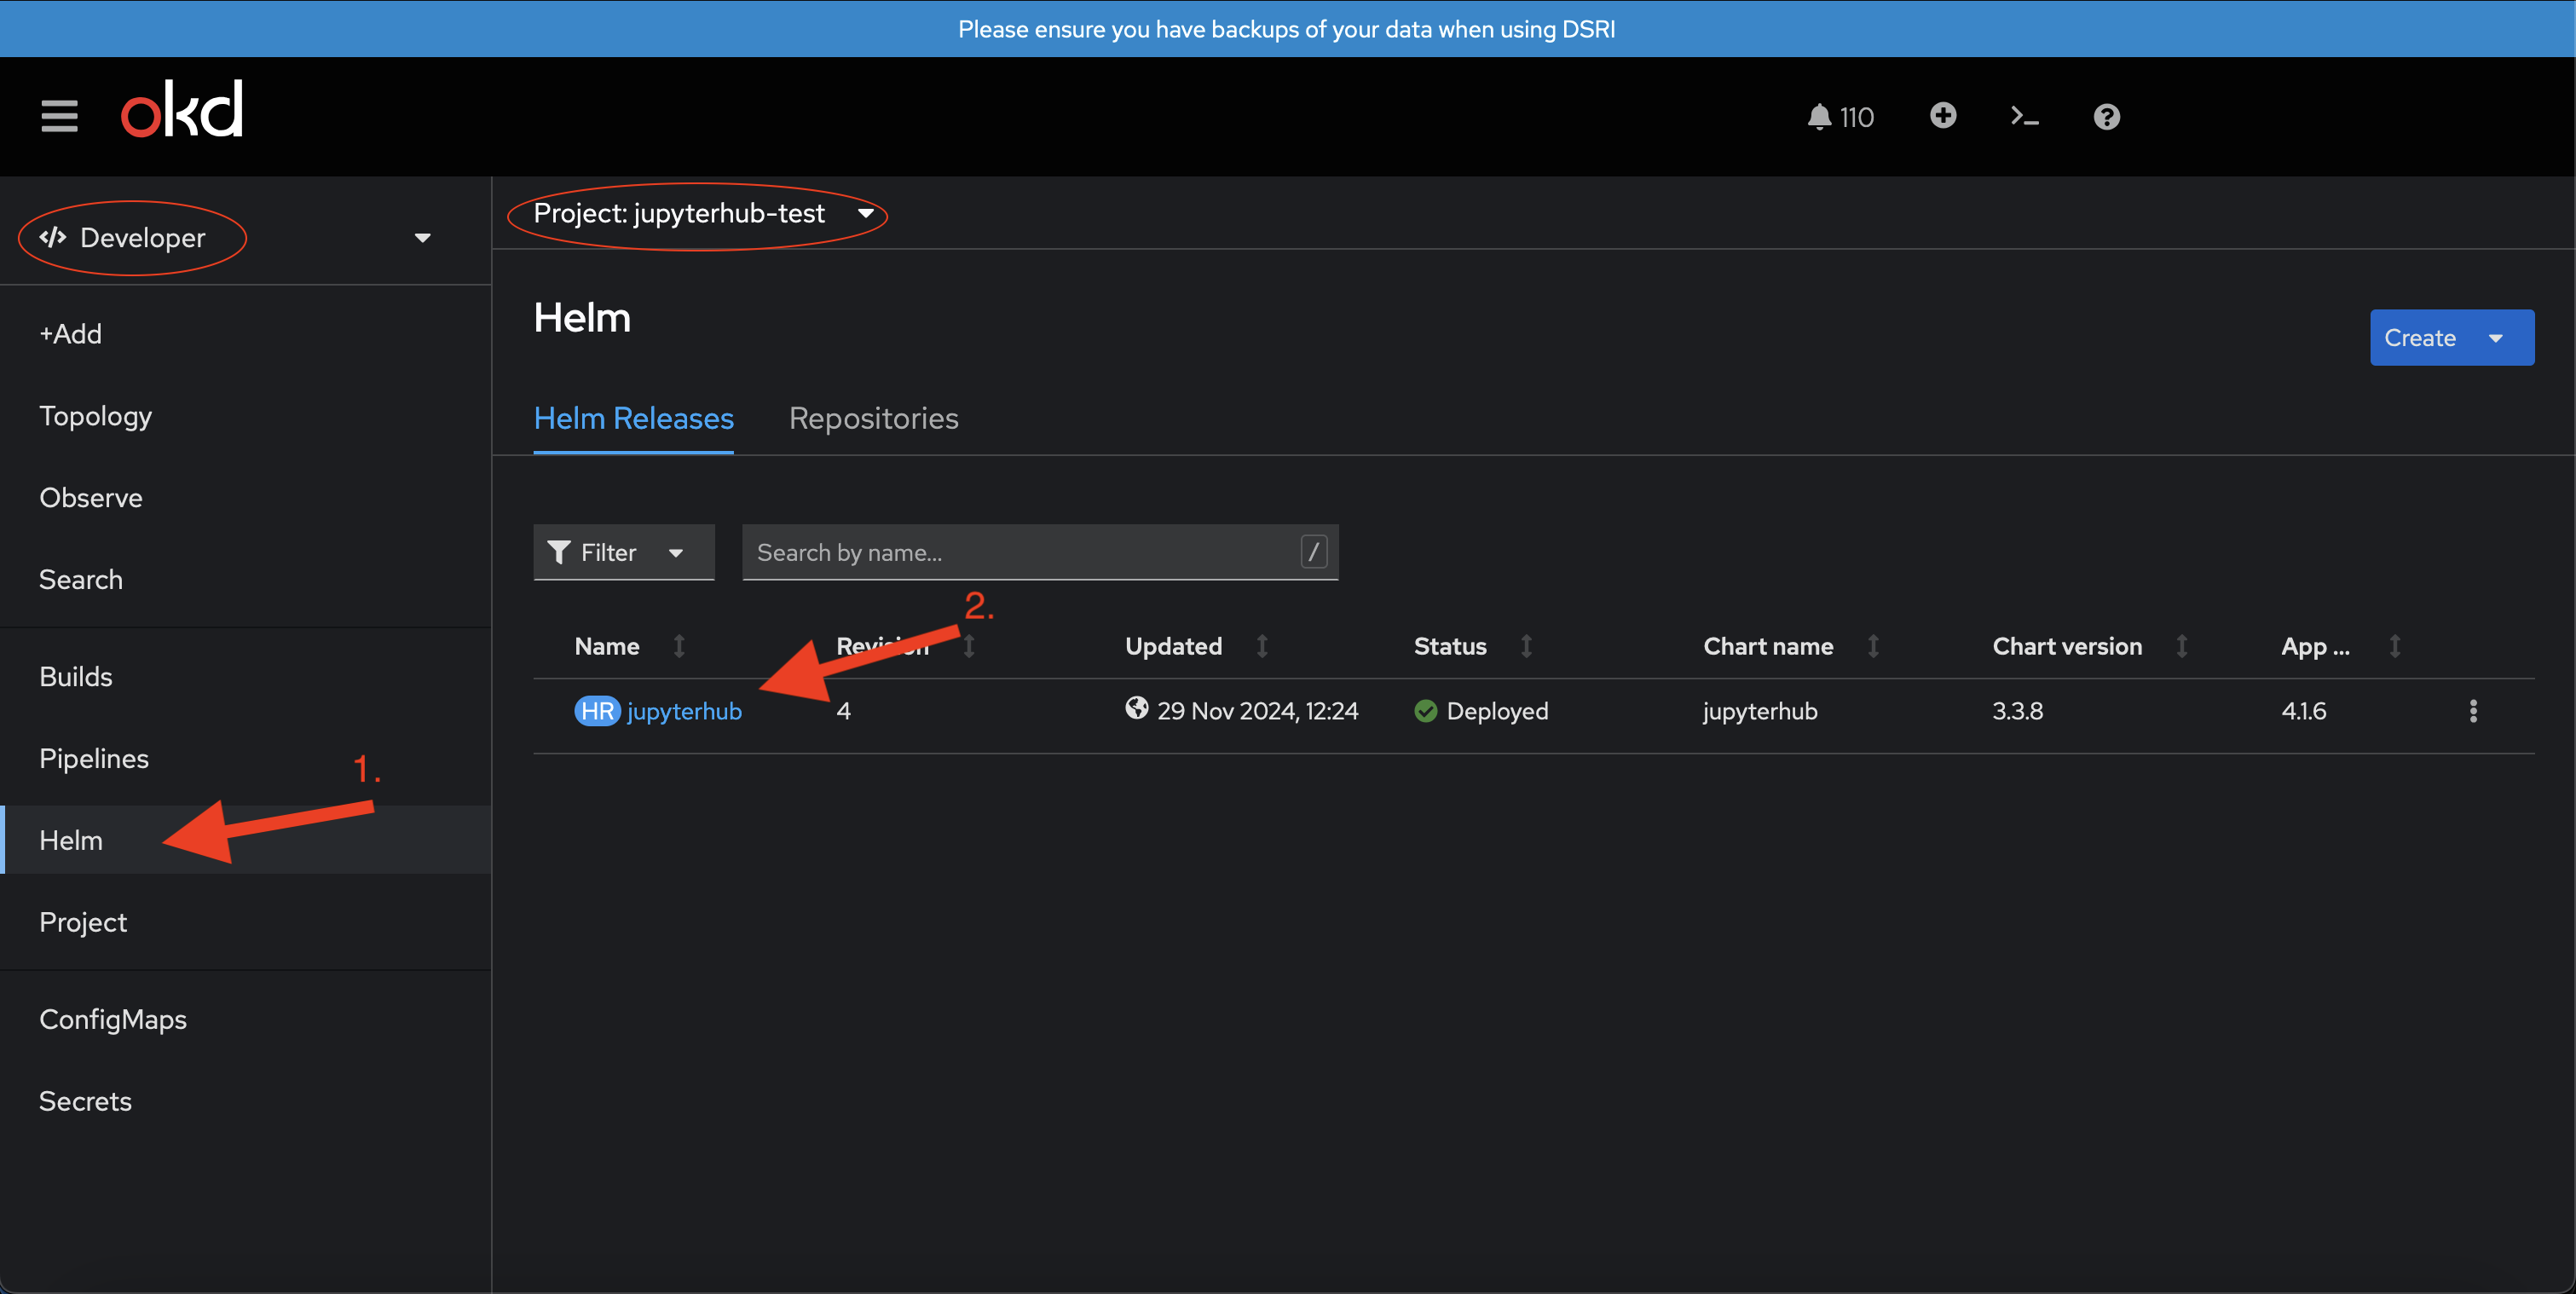 Please ensure you have backups of your data when using DSRI
okd
110
Developer
Project: jupyterhub-test
+Add
Topology
Observe
Search
Builds
Pipelines
1.
Helm
Project
ConfigMaps
Secrets
Helm
Create
Helm Releases Repositories
Filter
Search by name... /
2.
Name Revision Updated Status Chart name Chart version App ...
HR jupyterhub 4 29 Nov 2024, 12:24 Deployed jupyterhub 3.3.8 4.1.6